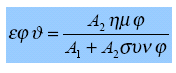 εφ ϑ = A₂ ημ φ / A₁ + A₂ συν φ